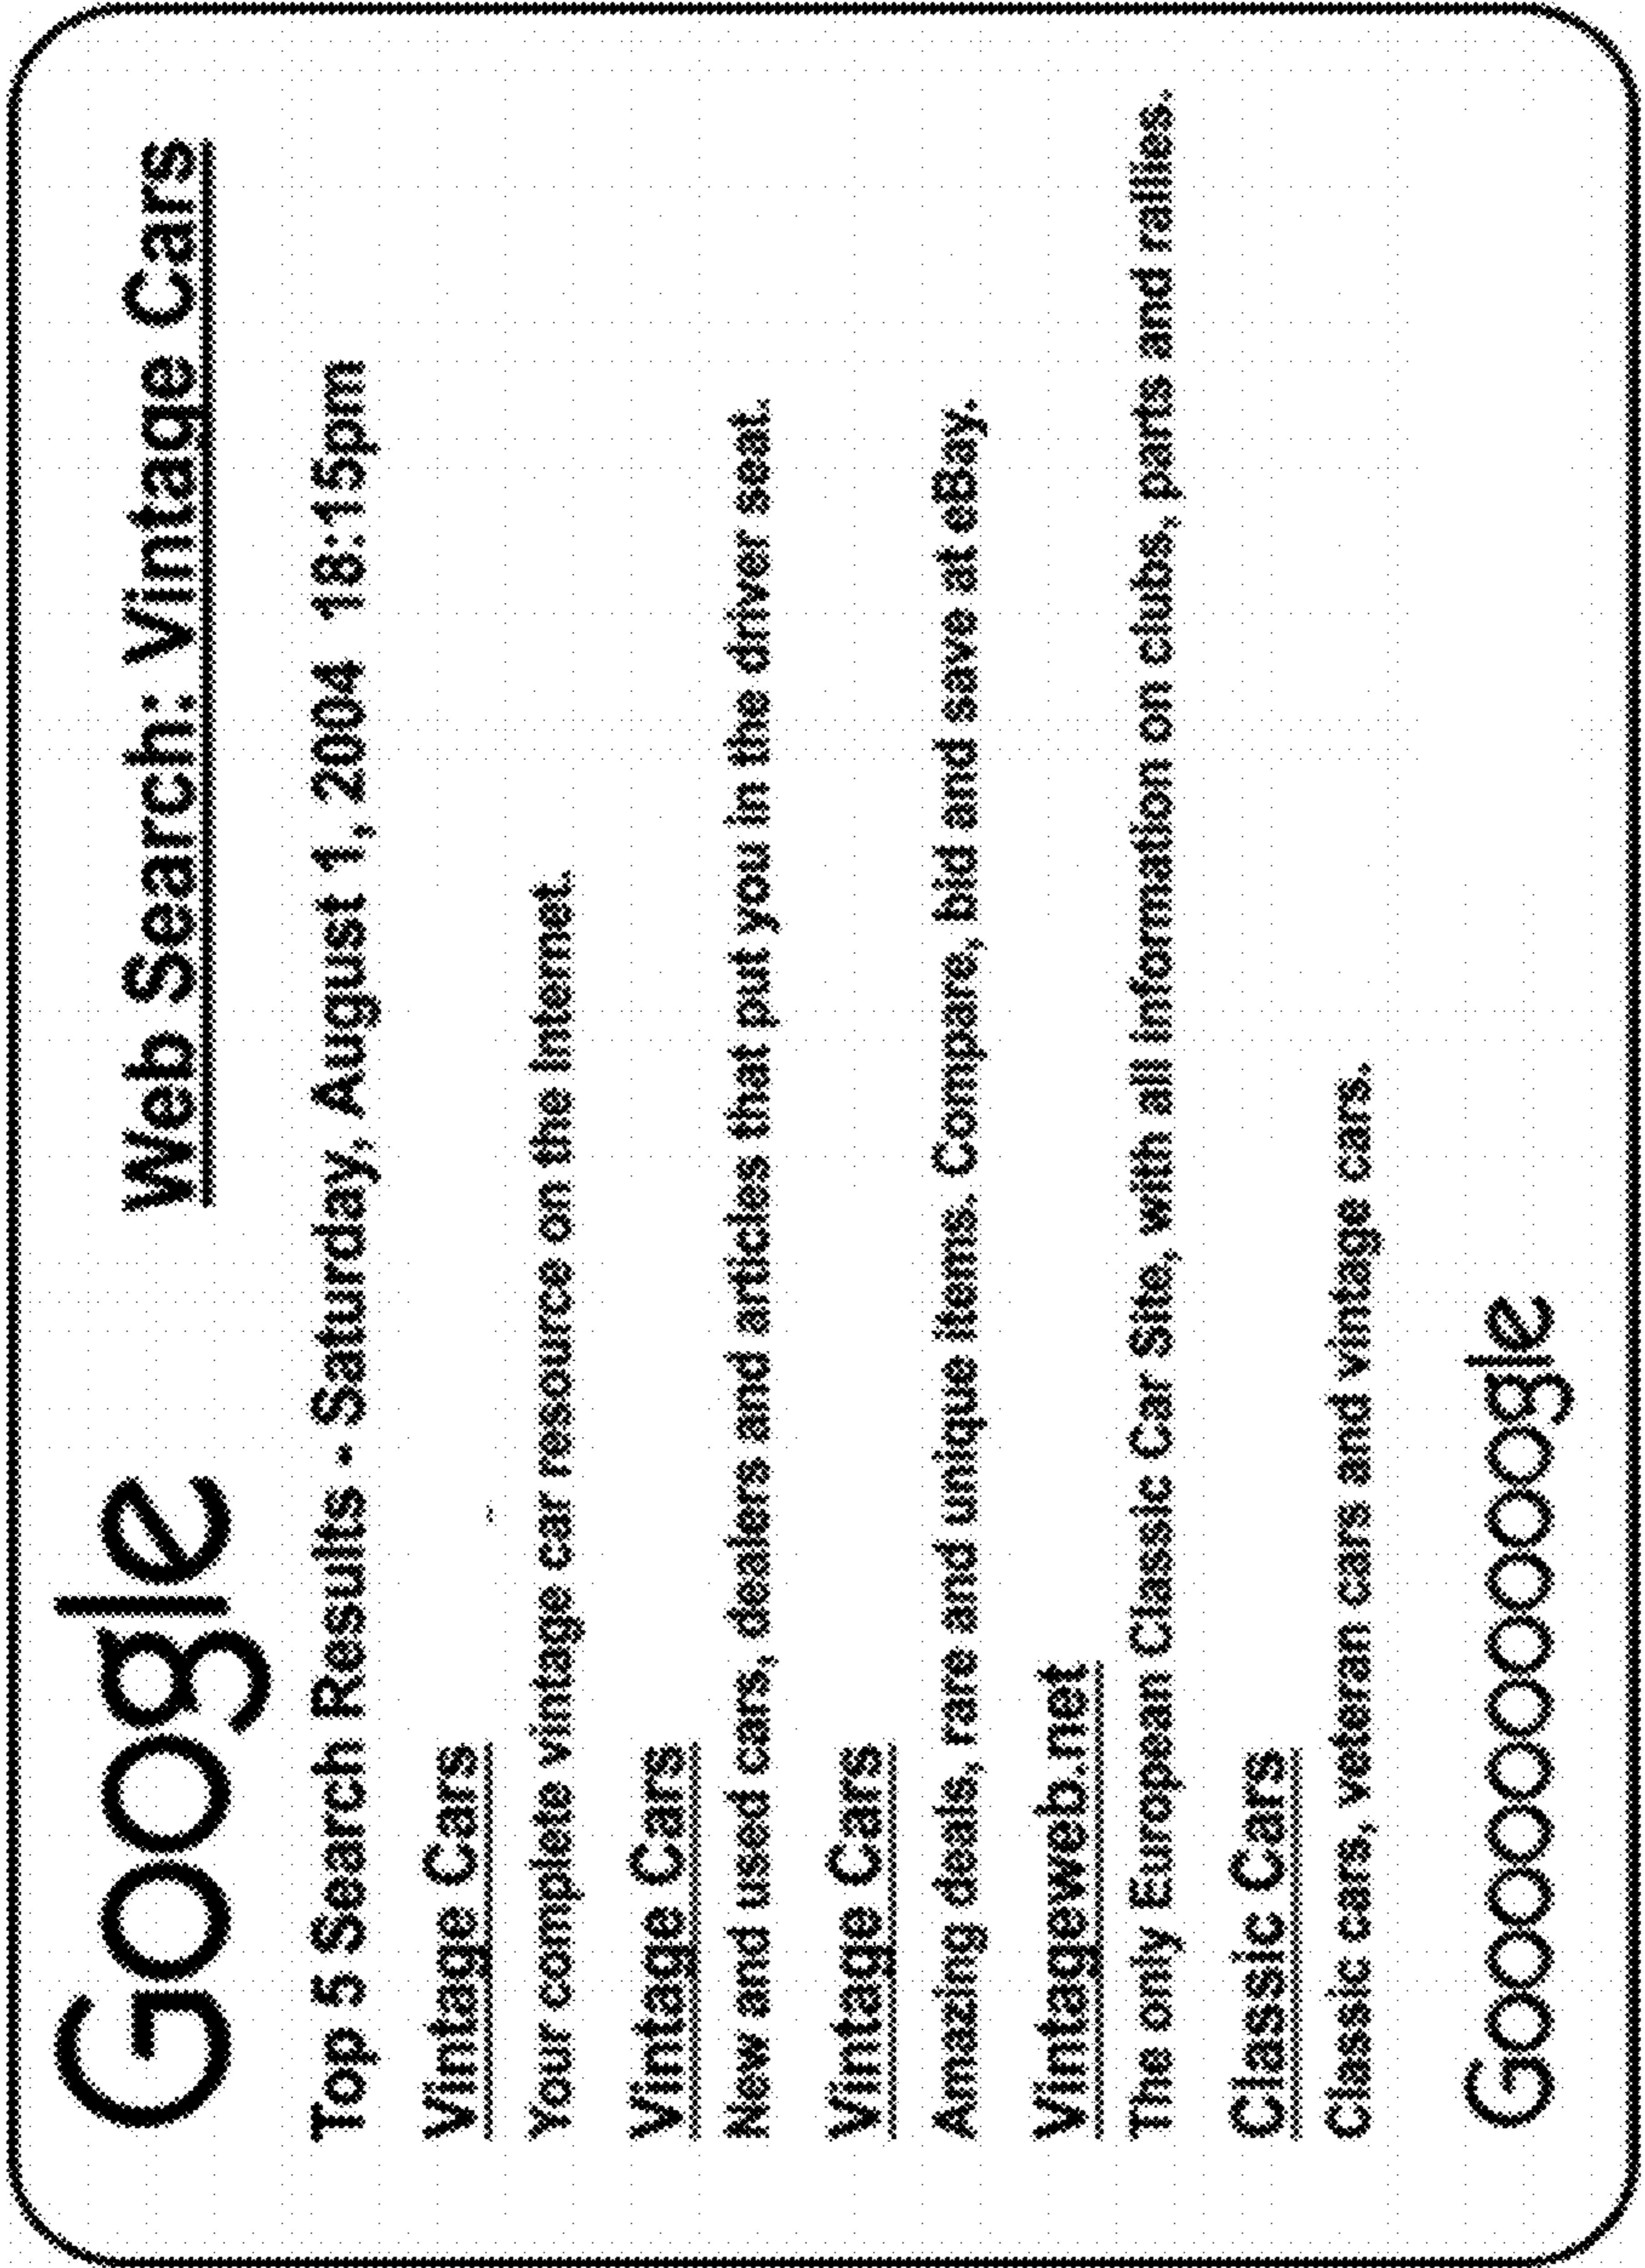 Google
Web Search: Vintage Cars
Top 5 Search Results - Saturday, August 1, 2004 18:15pm
Vintage Cars
Your complete vintage car resource on the Internet.
Vintage Cars
New and used cars, dealers and articles that put you in the driver seat.
Vintage Cars
Amazing deals, rare and unique items. Compare, bid and save at eBay.
Vintageweb.net
The only European Classic Car Site, with all information on clubs, parts and rallies.
Classic Cars
Classic cars, veteran cars and vintage cars.
Goooooooooogle